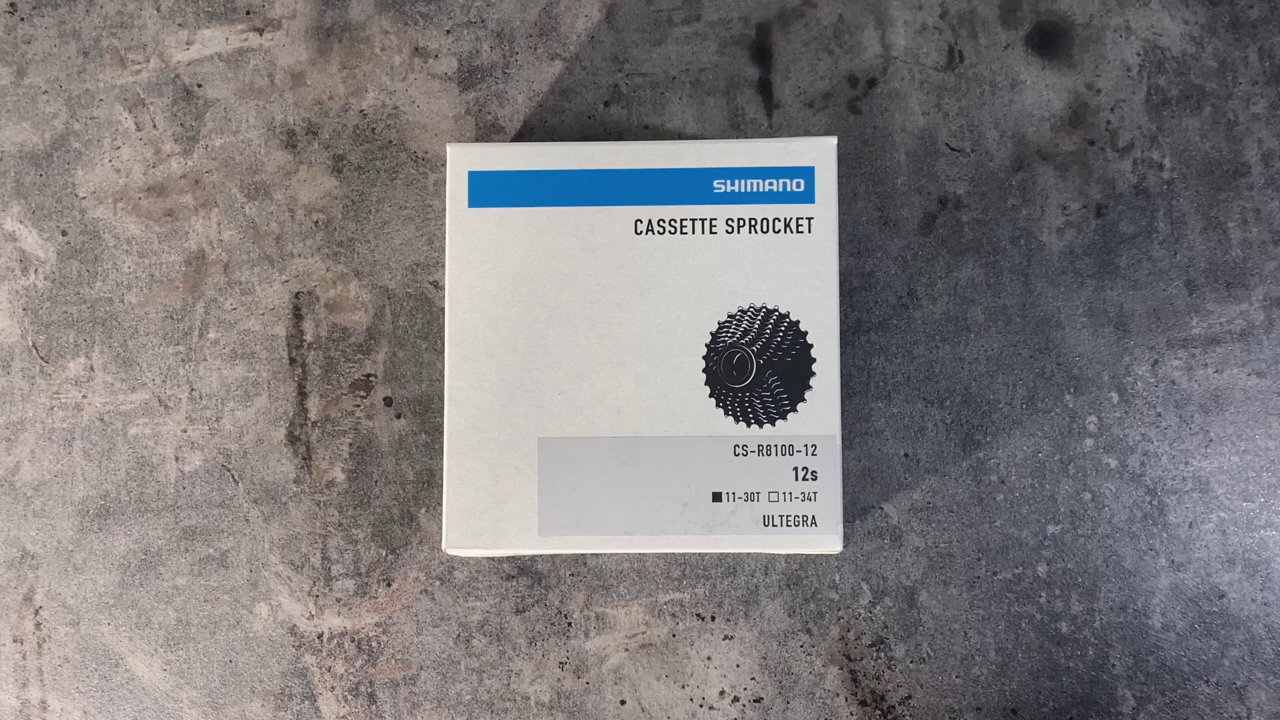 SHIMANO
CASSETTE SPROCKET
CS-R8100-12
12s
■11-30T □11-34T
ULTEGRA